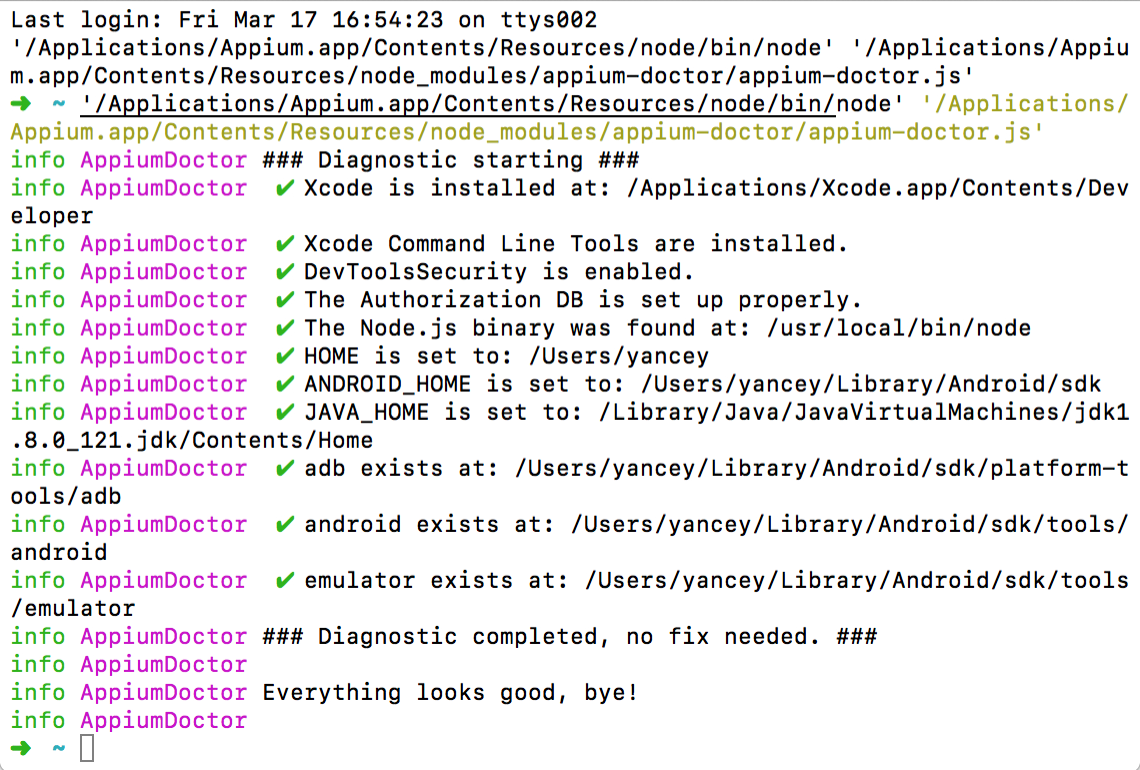 Last login: Fri Mar 17 16:54:23 on ttys002
'/Applications/Appium.app/Contents/Resources/node/bin/node' '/Applications/Appiu
m.app/Contents/Resources/node_modules/appium-doctor/appium-doctor.js'
➜ ~ '/Applications/Appium.app/Contents/Resources/node/bin/node' '/Applications/
Appium.app/Contents/Resources/node_modules/appium-doctor/appium-doctor.js'
info AppiumDoctor ### Diagnostic starting ###
info AppiumDoctor ✔ Xcode is installed at: /Applications/Xcode.app/Contents/Dev
eloper
info AppiumDoctor ✔ Xcode Command Line Tools are installed.
info AppiumDoctor ✔ DevToolsSecurity is enabled.
info AppiumDoctor ✔ The Authorization DB is set up properly.
info AppiumDoctor ✔ The Node.js binary was found at: /usr/local/bin/node
info AppiumDoctor ✔ HOME is set to: /Users/yancey
info AppiumDoctor ✔ ANDROID_HOME is set to: /Users/yancey/Library/Android/sdk
info AppiumDoctor ✔ JAVA_HOME is set to: /Library/Java/JavaVirtualMachines/jdk1
.8.0_121.jdk/Contents/Home
info AppiumDoctor ✔ adb exists at: /Users/yancey/Library/Android/sdk/platform-t
ools/adb
info AppiumDoctor ✔ android exists at: /Users/yancey/Library/Android/sdk/tools/
android
info AppiumDoctor ✔ emulator exists at: /Users/yancey/Library/Android/sdk/tools
/emulator
info AppiumDoctor ### Diagnostic completed, no fix needed. ###
info AppiumDoctor
info AppiumDoctor Everything looks good, bye!
info AppiumDoctor
➜ ~